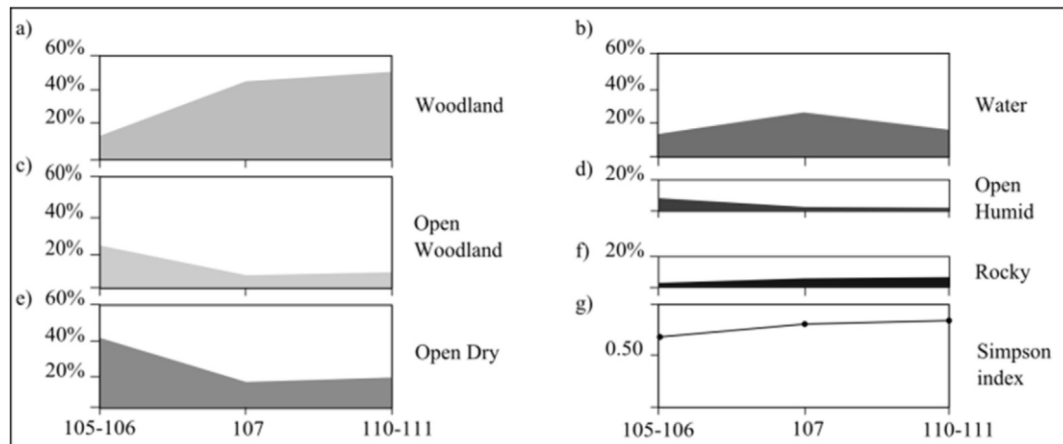 a)
60%
40%
20%
Woodland
b)
60%
40%
20%
Water
c)
60%
40%
20%
Open
Woodland
d)
20%
Open
Humid
e)
60%
40%
20%
Open Dry
f)
20%
Rocky
g)
0.50
Simpson
index
105-106
107
110-111
105-106
107
110-111